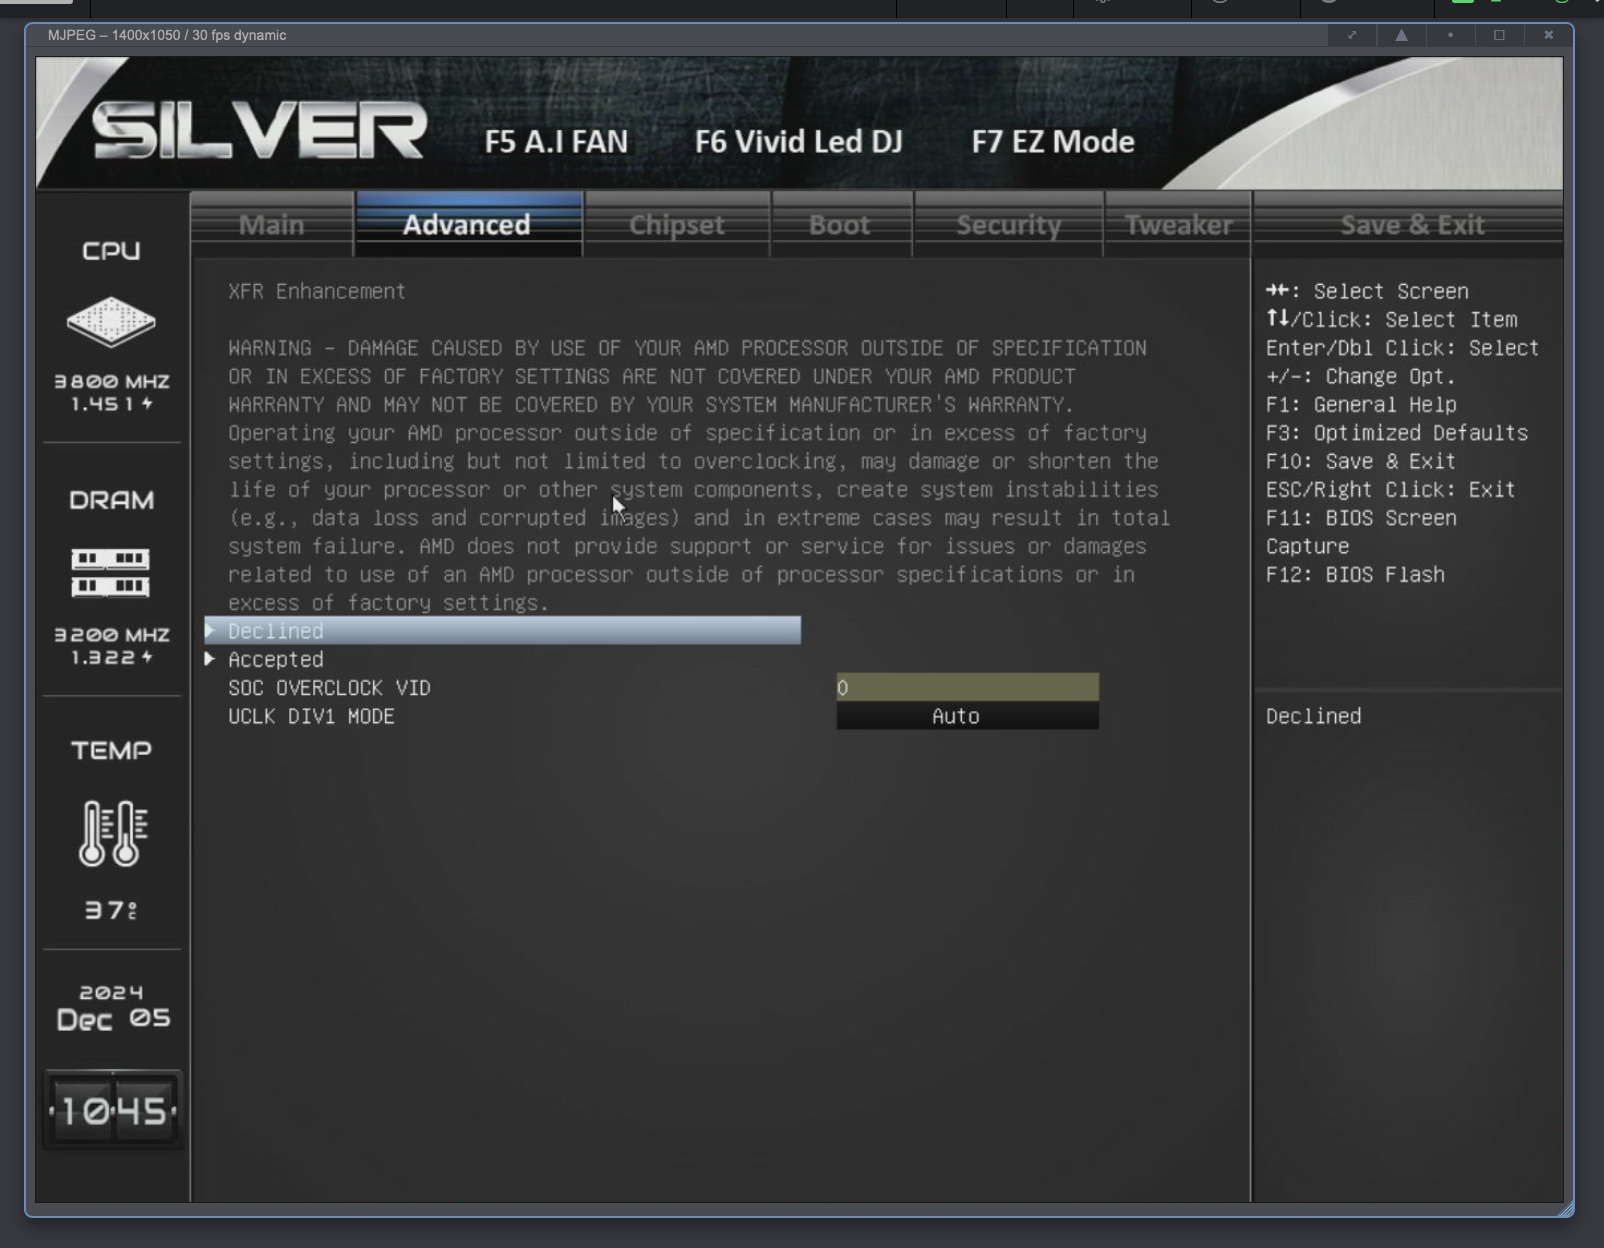 MJPEG – 1400x1050 / 30 fps dynamic
SILVER
F5 A.I FAN
F6 Vivid Led DJ
F7 EZ Mode
Main
Advanced
Chipset
Boot
Security
Tweaker
Save & Exit
CPU
3800 MHZ
1.451
DRAM
3200 MHZ
1.322
TEMP
37°C
2024
Dec 05
10:45
XFR Enhancement
WARNING - DAMAGE CAUSED BY USE OF YOUR AMD PROCESSOR OUTSIDE OF SPECIFICATION
OR IN EXCESS OF FACTORY SETTINGS ARE NOT COVERED UNDER YOUR AMD PRODUCT
WARRANTY AND MAY NOT BE COVERED BY YOUR SYSTEM MANUFACTURER'S WARRANTY.
Operating your AMD processor outside of specification or in excess of factory
settings, including but not limited to overclocking, may damage or shorten the
life of your processor or other system components, create system instabilities
(e.g., data loss and corrupted images) and in extreme cases may result in total
system failure. AMD does not provide support or service for issues or damages
related to use of an AMD processor outside of processor specifications or in
excess of factory settings.
Declined
Accepted
SOC OVERCLOCK VID 0
UCLK DIV1 MODE Auto
→←: Select Screen
↑↓/Click: Select Item
Enter/Dbl Click: Select
+/-: Change Opt.
F1: General Help
F3: Optimized Defaults
F10: Save & Exit
ESC/Right Click: Exit
F11: BIOS Screen
Capture
F12: BIOS Flash
Declined